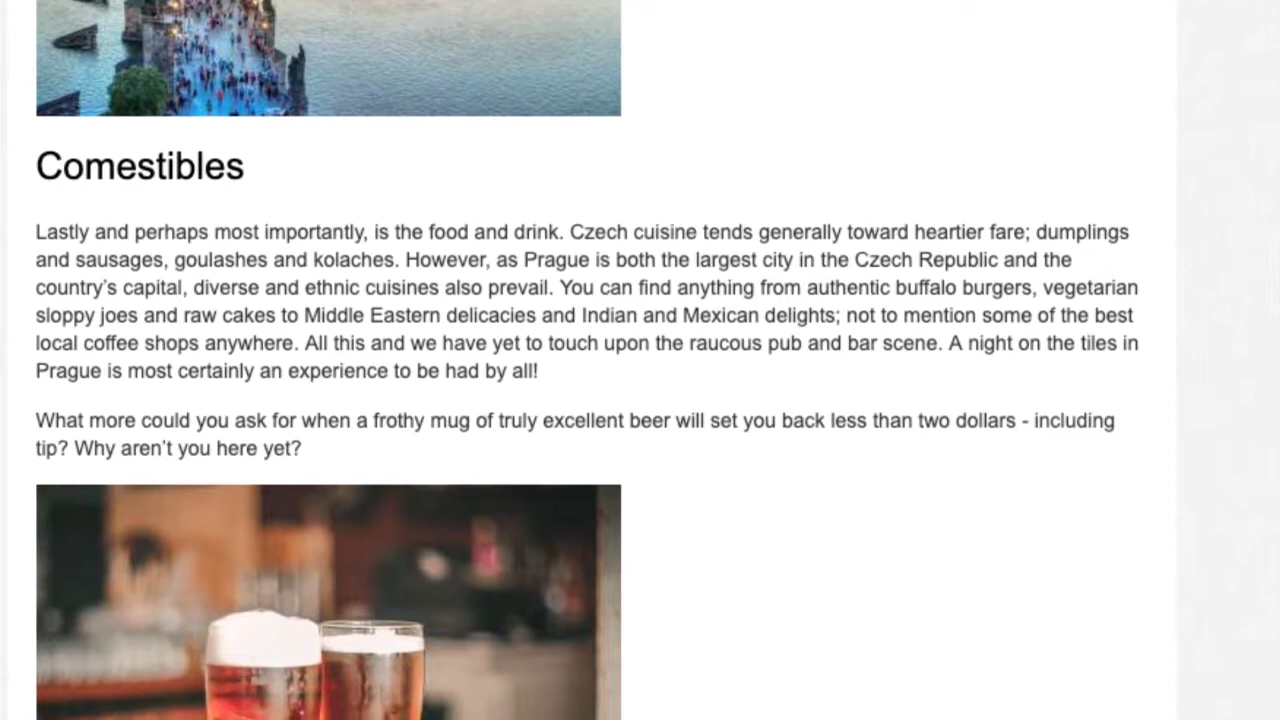 Comestibles
Lastly and perhaps most importantly, is the food and drink. Czech cuisine tends generally toward heartier fare; dumplings
and sausages, goulashes and kolaches. However, as Prague is both the largest city in the Czech Republic and the
country’s capital, diverse and ethnic cuisines also prevail. You can find anything from authentic buffalo burgers, vegetarian
sloppy joes and raw cakes to Middle Eastern delicacies and Indian and Mexican delights; not to mention some of the best
local coffee shops anywhere. All this and we have yet to touch upon the raucous pub and bar scene. A night on the tiles in
Prague is most certainly an experience to be had by all!
What more could you ask for when a frothy mug of truly excellent beer will set you back less than two dollars - including
tip? Why aren’t you here yet?